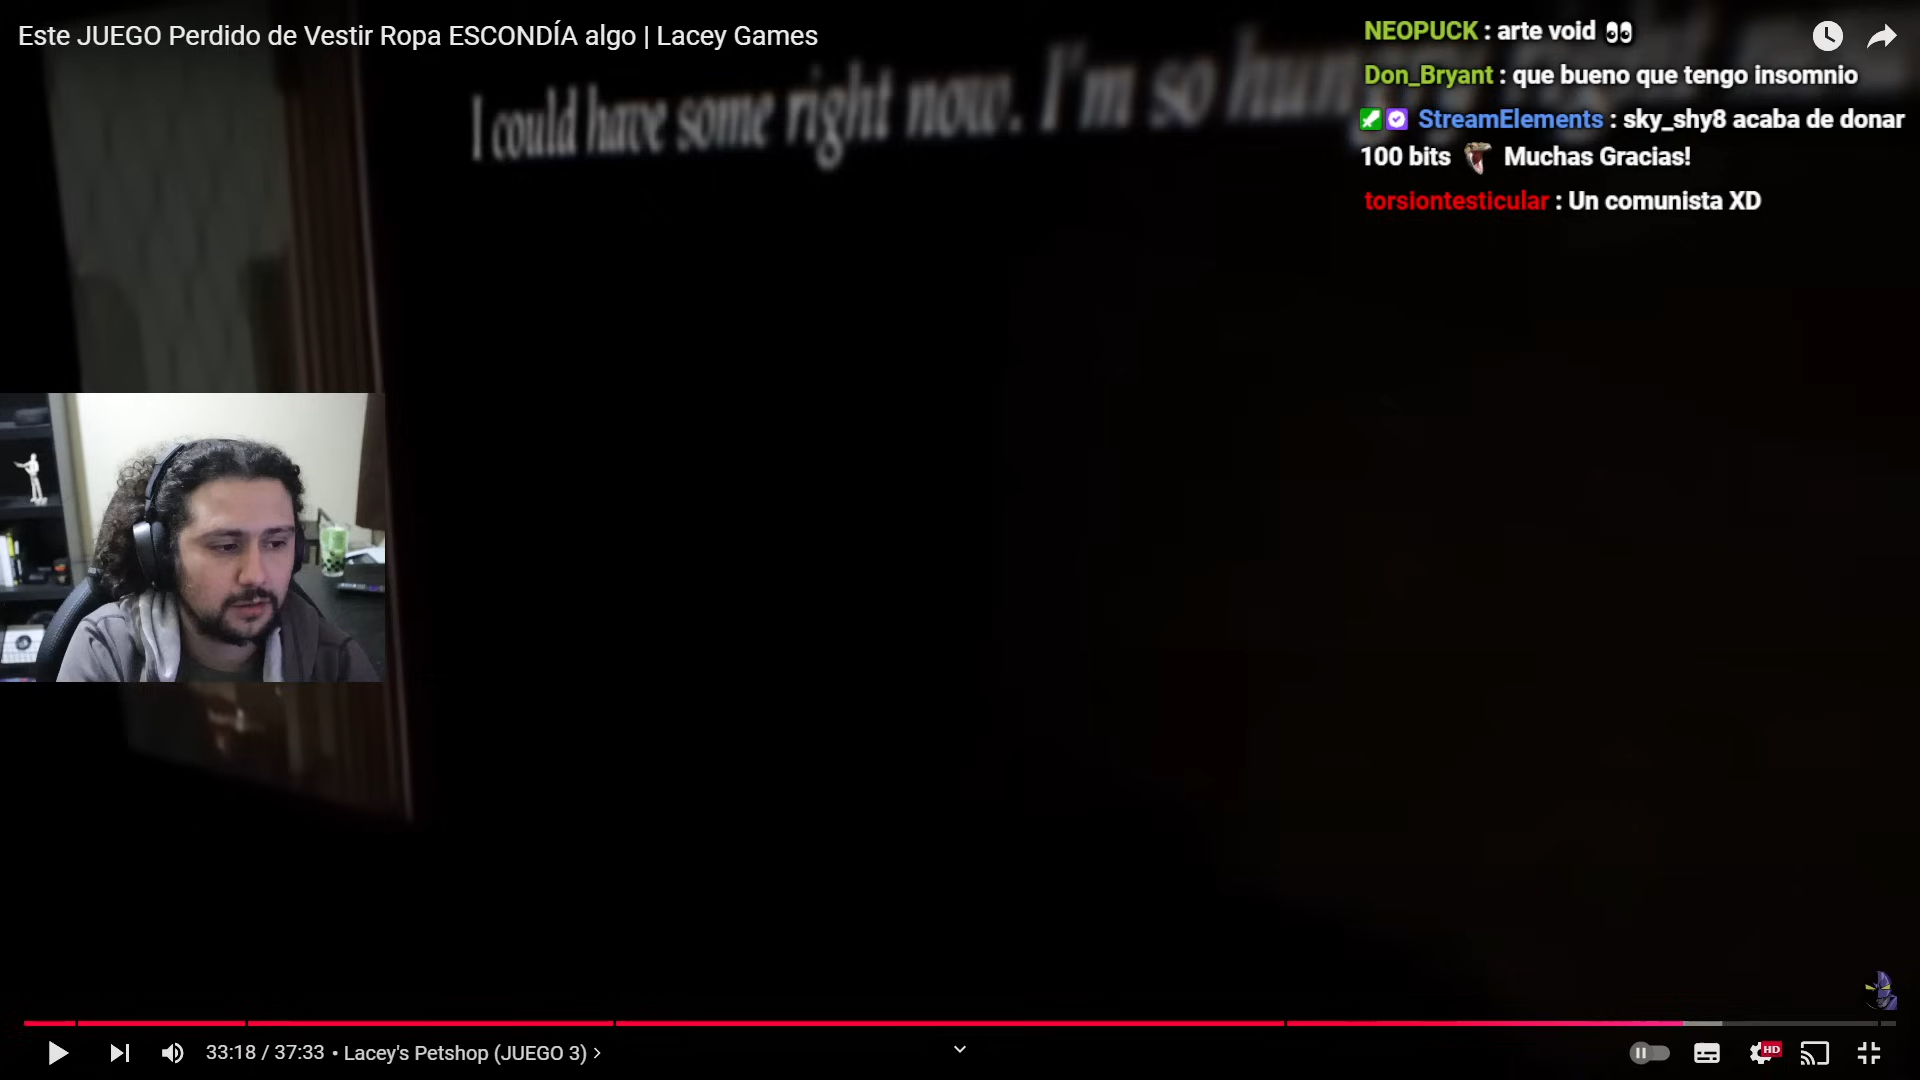 Este JUEGO Perdido de Vestir Ropa ESCONDÍA algo | Lacey Games
I could have some right now. I'm so hun
NEOPUCK : arte void 👀
Don_Bryant : que bueno que tengo insomnio
StreamElements : sky_shy8 acaba de donar
100 bits Muchas Gracias!
torsiontesticular : Un comunista XD
33:18 / 37:33 • Lacey's Petshop (JUEGO 3) >
HD